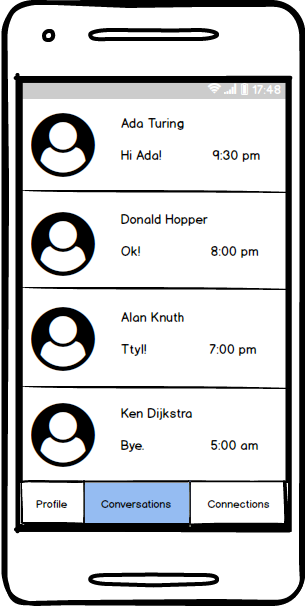 17:48
Ada Turing
Hi Ada! 9:30 pm
Donald Hopper
Ok! 8:00 pm
Alan Knuth
Ttyl! 7:00 pm
Ken Dijkstra
Bye. 5:00 am
Profile Conversations Connections